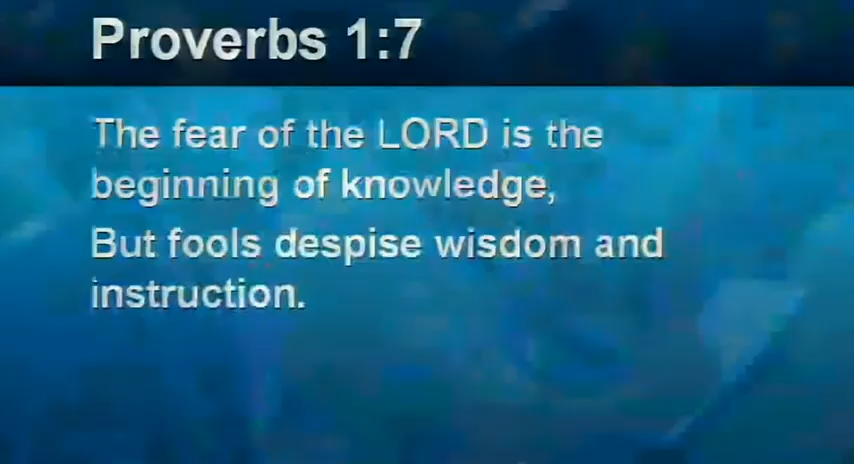 Proverbs 1:7
The fear of the LORD is the
beginning of knowledge,
But fools despise wisdom and
instruction.